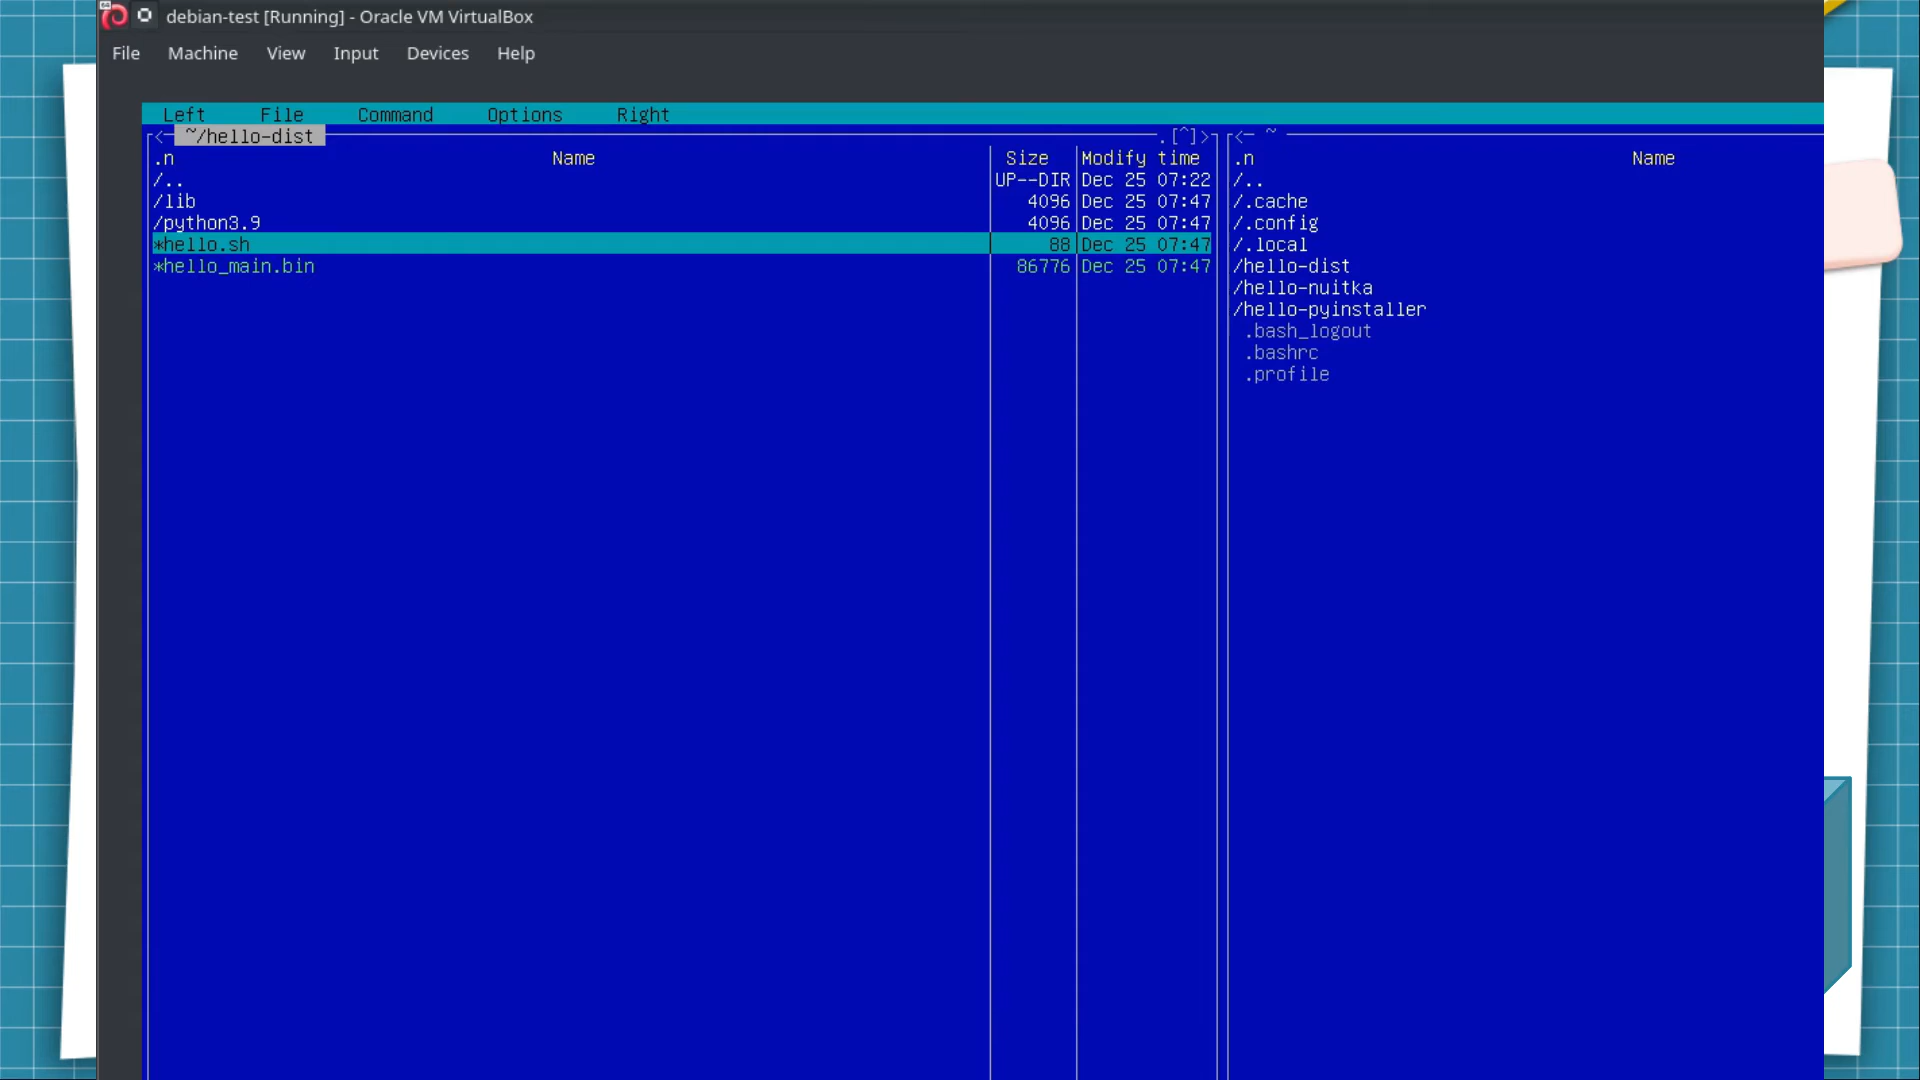 debian-test [Running] - Oracle VM VirtualBox
File Machine View Input Devices Help
Left File Command Options Right
<─ ~/hello-dist ─.[^]>
.n Name Size Modify time
/.. UP--DIR Dec 25 07:22
/lib 4096 Dec 25 07:47
/python3.9 4096 Dec 25 07:47
*hello.sh 88 Dec 25 07:47
*hello_main.bin 86776 Dec 25 07:47
<─ ~
.n Name
/..
/.cache
/.config
/.local
/hello-dist
/hello-nuitka
/hello-pyinstaller
.bash_logout
.bashrc
.profile